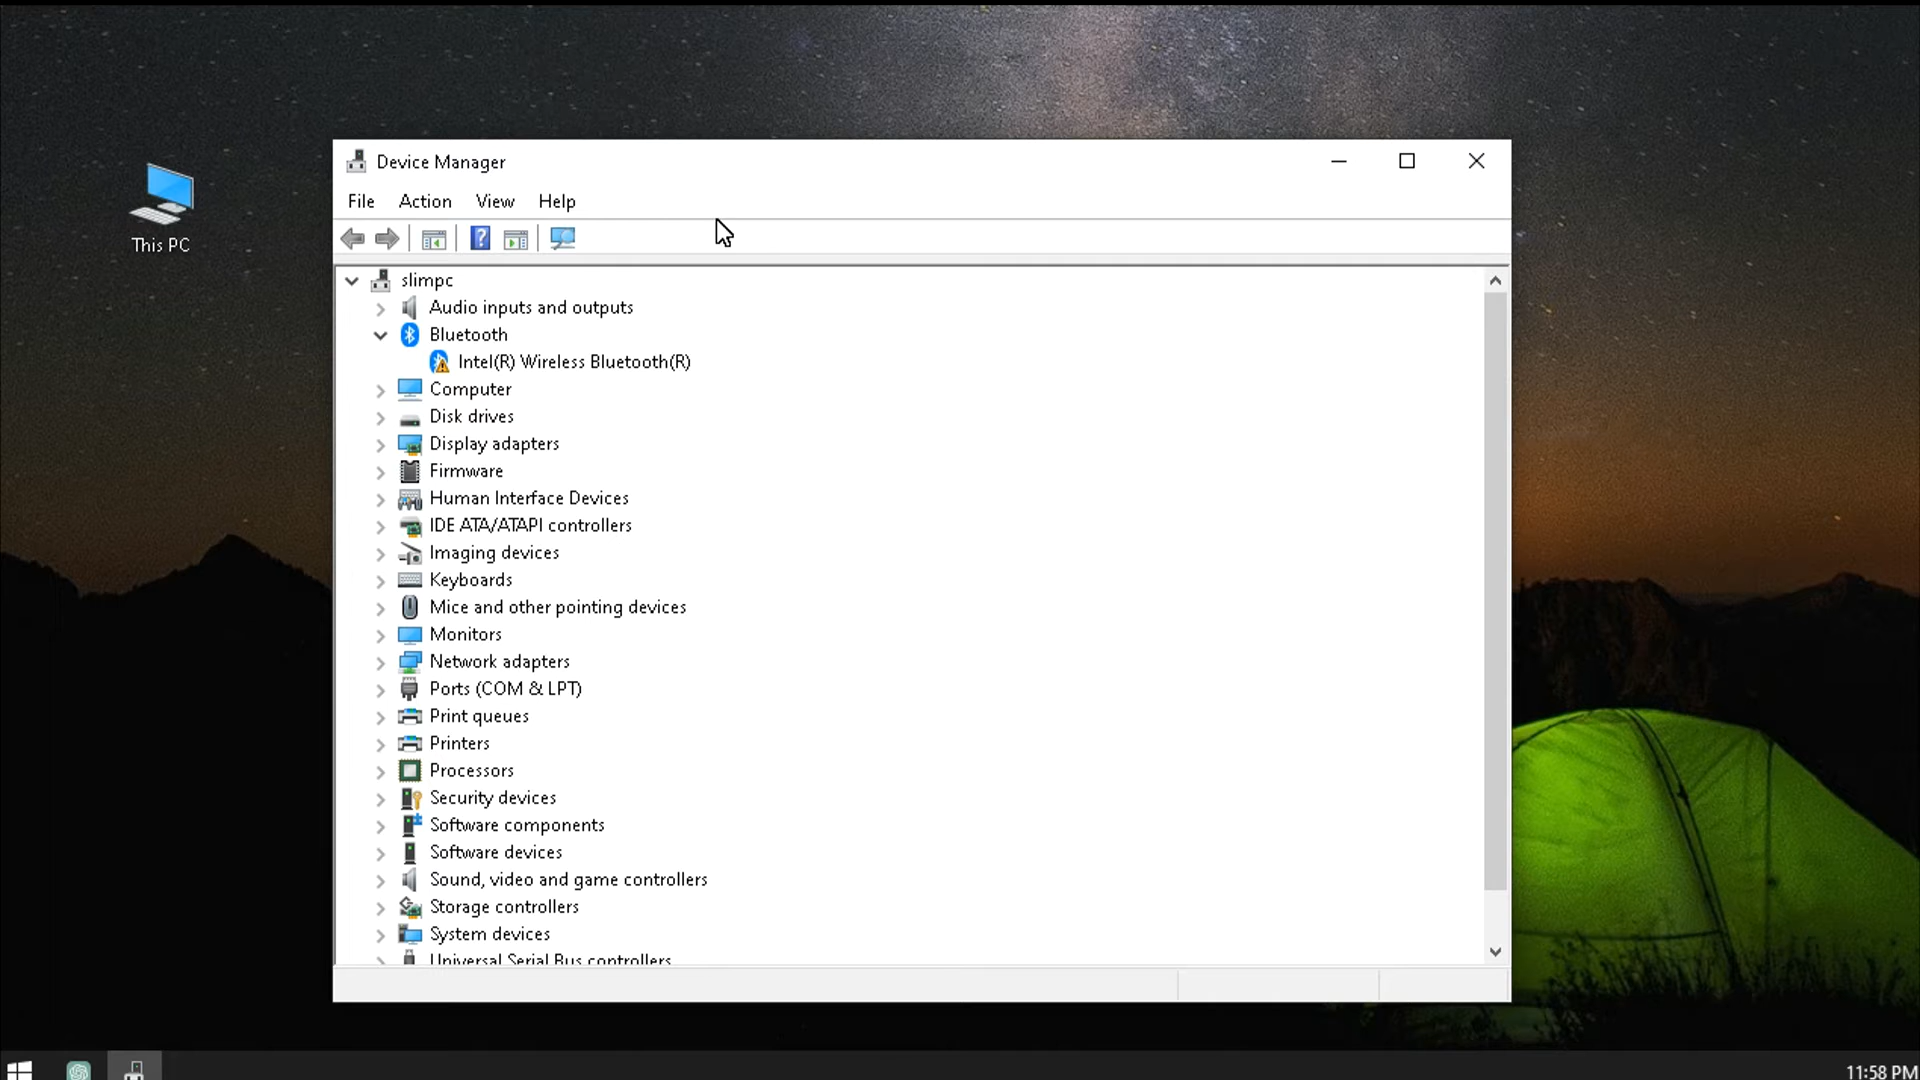 This PC
Device Manager
File Action View Help
slimpc
Audio inputs and outputs
Bluetooth
Intel(R) Wireless Bluetooth(R)
Computer
Disk drives
Display adapters
Firmware
Human Interface Devices
IDE ATA/ATAPI controllers
Imaging devices
Keyboards
Mice and other pointing devices
Monitors
Network adapters
Ports (COM & LPT)
Print queues
Printers
Processors
Security devices
Software components
Software devices
Sound, video and game controllers
Storage controllers
System devices
Universal Serial Bus controllers
11:58 PM